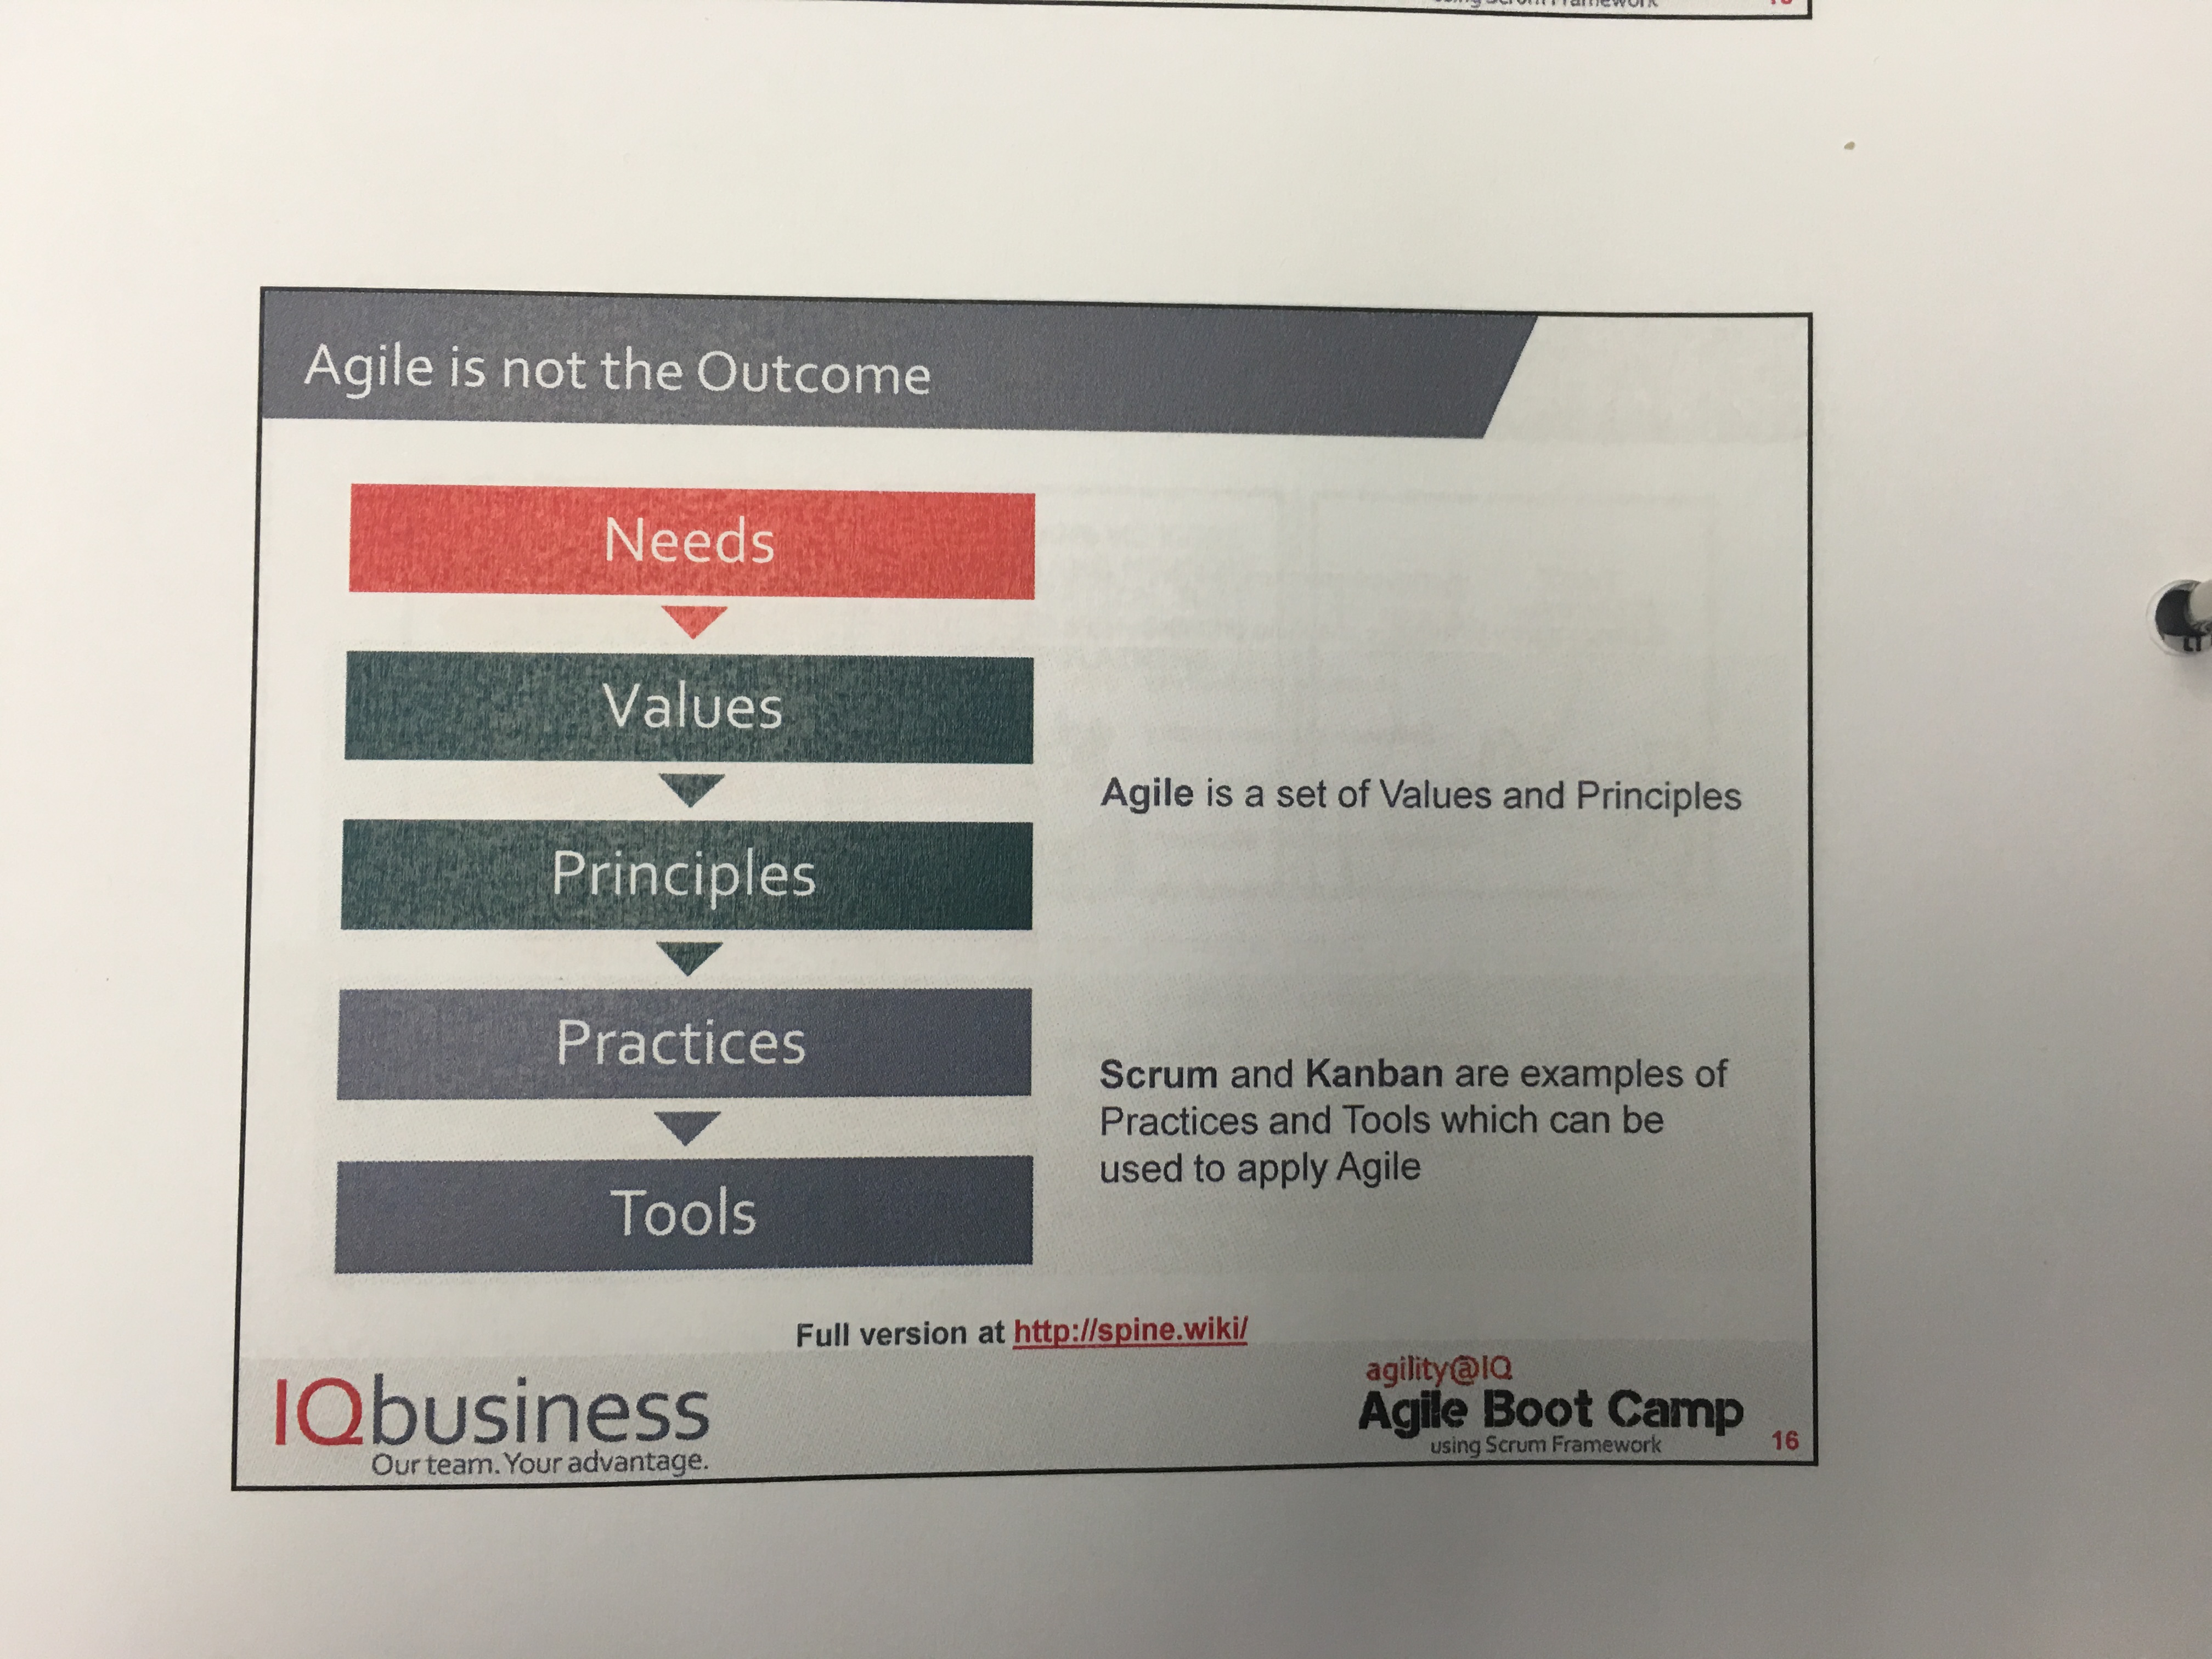 using Scrum Framework
Agile is not the Outcome
Needs
Values
Agile is a set of Values and Principles
Principles
Practices
Scrum and Kanban are examples of
Practices and Tools which can be
used to apply Agile
Tools
Full version at http://spine.wiki/
IQbusiness
Our team. Your advantage.
agility@IQ
Agile Boot Camp
using Scrum Framework
16